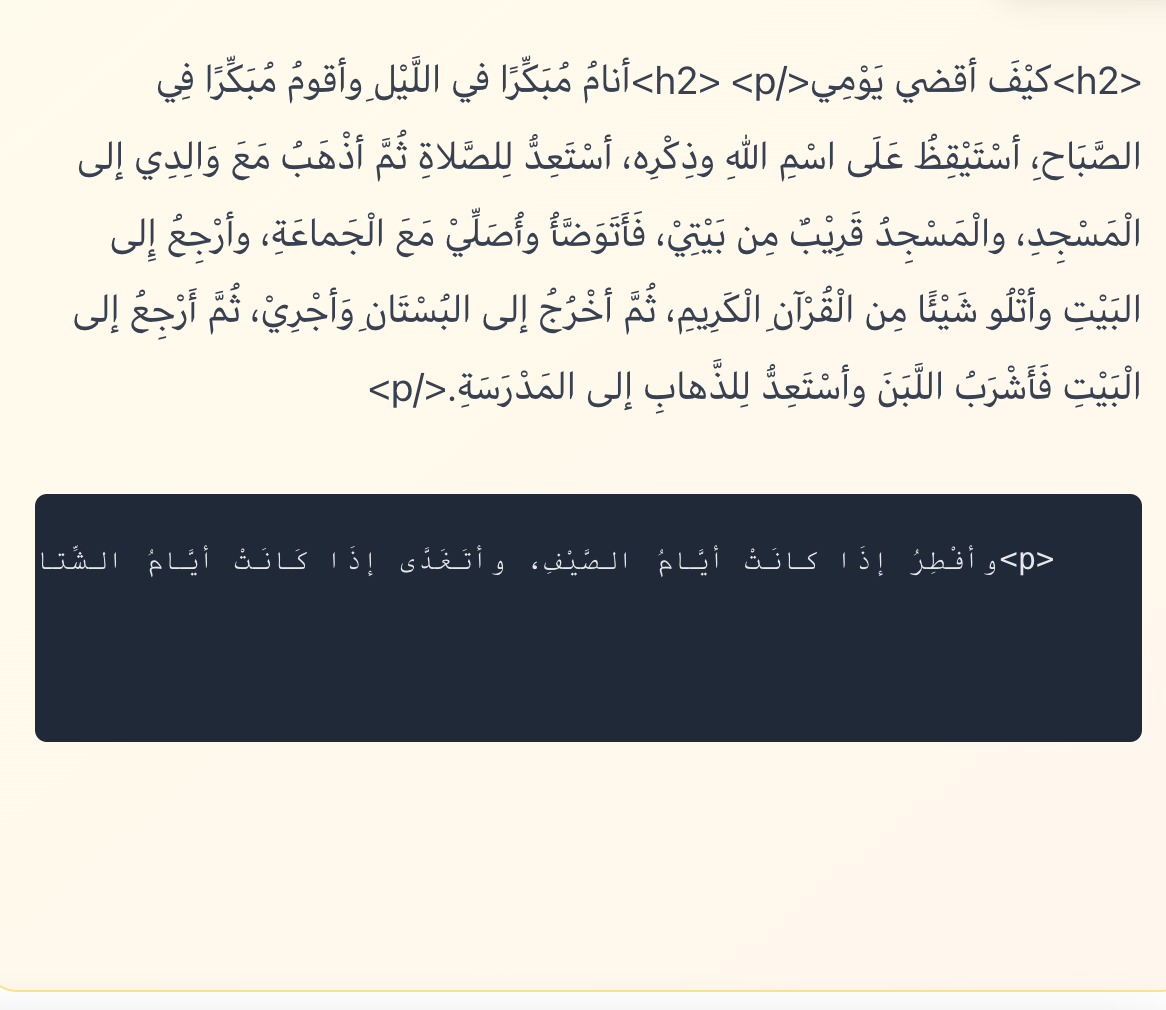 <h2>كيْفَ أقضي يَوْمِي</h2> <p>أنامُ مُبَكِّرًا في اللَّيْلِ وأقومُ مُبَكِّرًا فِي
الصَّبَاحِ، أسْتَيْقِظُ عَلَى اسْمِ اللهِ وذِكْرِه، أسْتَعِدُّ لِلصَّلاةِ ثُمَّ أذْهَبُ مَعَ وَالِدِي إلى
الْمَسْجِدِ، والْمَسْجِدُ قَرِيْبٌ مِن بَيْتِيْ، فَأَتَوَضَّأُ وأُصَلِّيْ مَعَ الْجَماعَةِ، وأرْجِعُ إِلى
البَيْتِ وأتْلُو شَيْئًا مِن الْقُرْآنِ الْكَرِيمِ، ثُمَّ أخْرُجُ إلى البُسْتَانِ وَأجْرِيْ، ثُمَّ أَرْجِعُ إلى
الْبَيْتِ فَأَشْرَبُ اللَّبَنَ وأسْتَعِدُّ لِلذَّهابِ إلى المَدْرَسَةِ.</p>
<p>وأفْطِرُ إذَا كانَتْ أيَّامُ الصَّيْفِ، وأتَغَدَّى إذَا كَانَتْ أيَّامُ الشِّتا